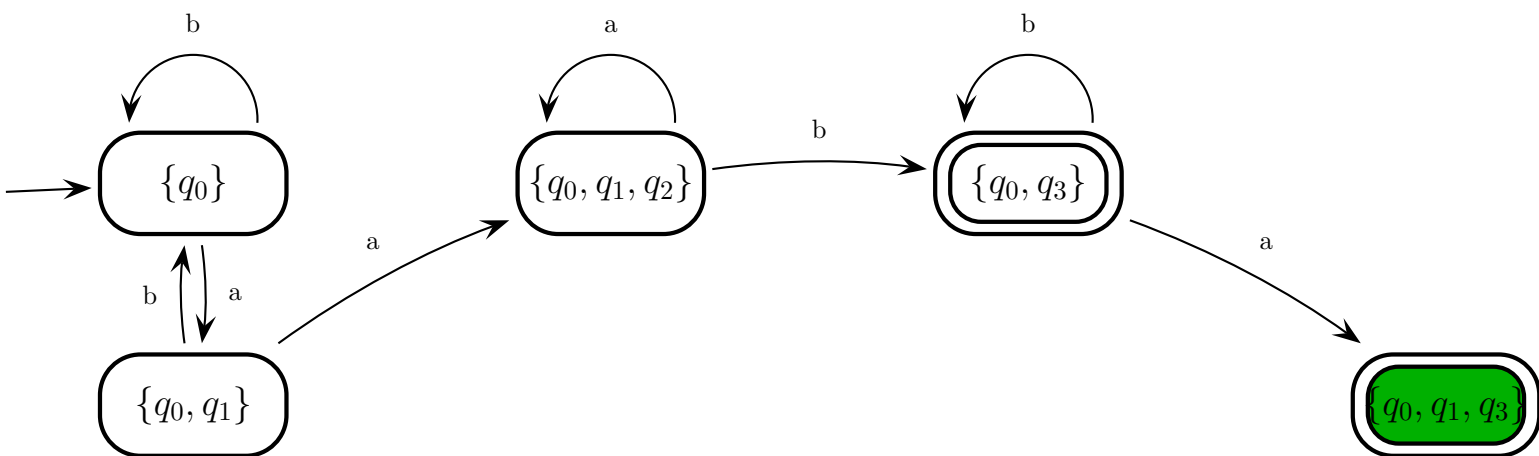 b a b
b
{q₀} {q₀, q₁, q₂} {q₀, q₃}
a a
b a
{q₀, q₁} {q₀, q₁, q₃}